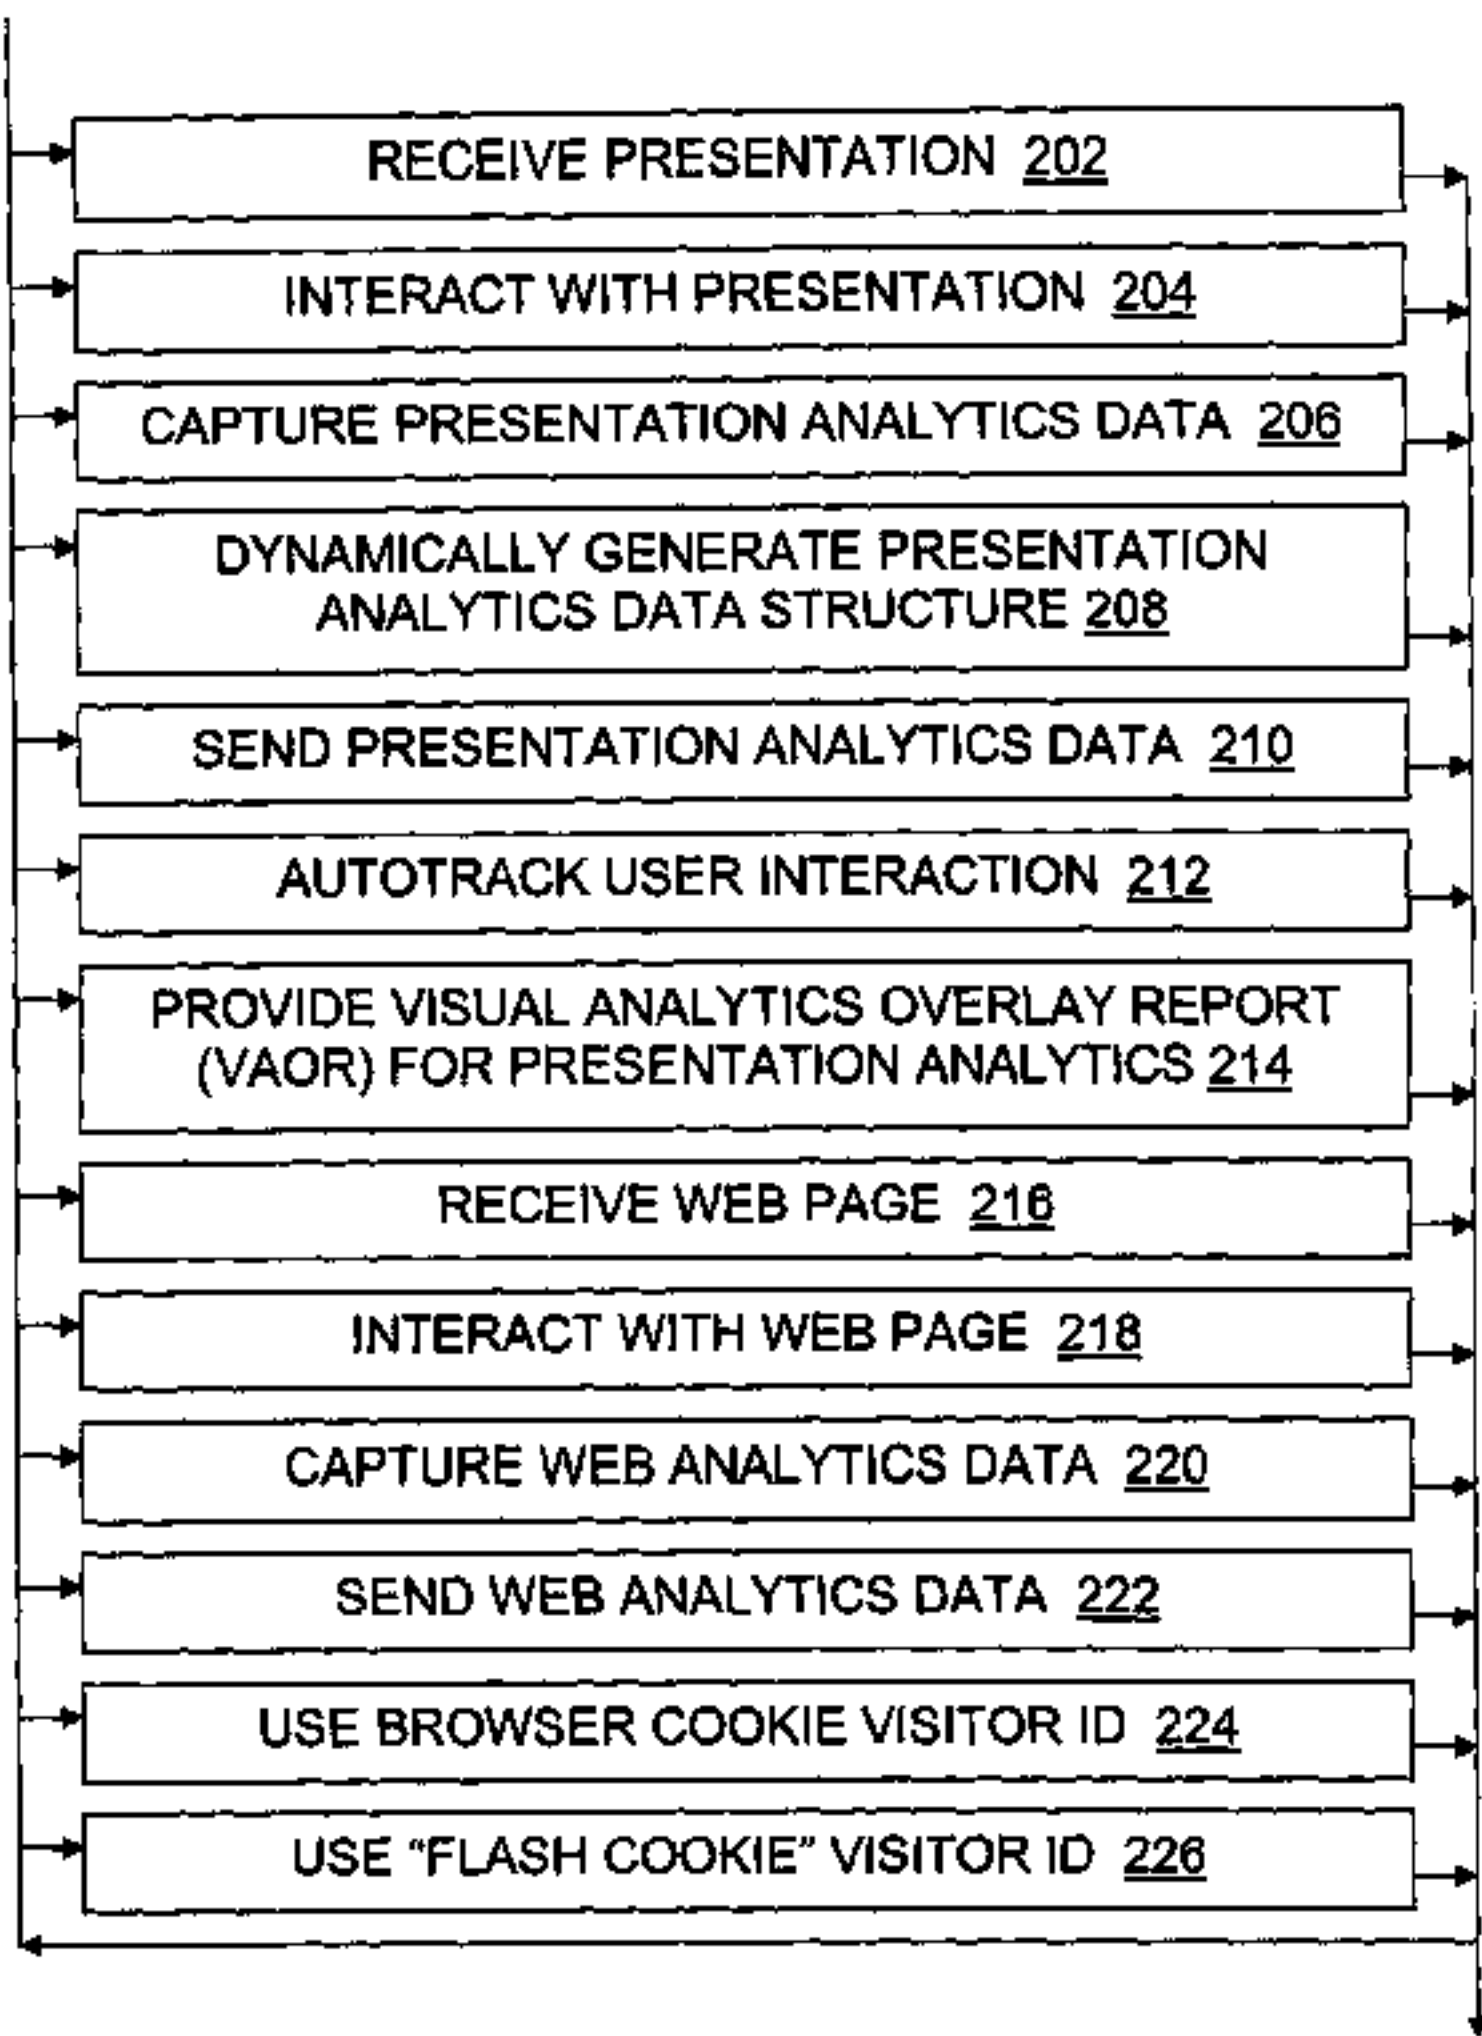 RECEIVE PRESENTATION 202
INTERACT WITH PRESENTATION 204
CAPTURE PRESENTATION ANALYTICS DATA 206
DYNAMICALLY GENERATE PRESENTATION
ANALYTICS DATA STRUCTURE 208
SEND PRESENTATION ANALYTICS DATA 210
AUTOTRACK USER INTERACTION 212
PROVIDE VISUAL ANALYTICS OVERLAY REPORT
(VAOR) FOR PRESENTATION ANALYTICS 214
RECEIVE WEB PAGE 216
INTERACT WITH WEB PAGE 218
CAPTURE WEB ANALYTICS DATA 220
SEND WEB ANALYTICS DATA 222
USE BROWSER COOKIE VISITOR ID 224
USE “FLASH COOKIE” VISITOR ID 226